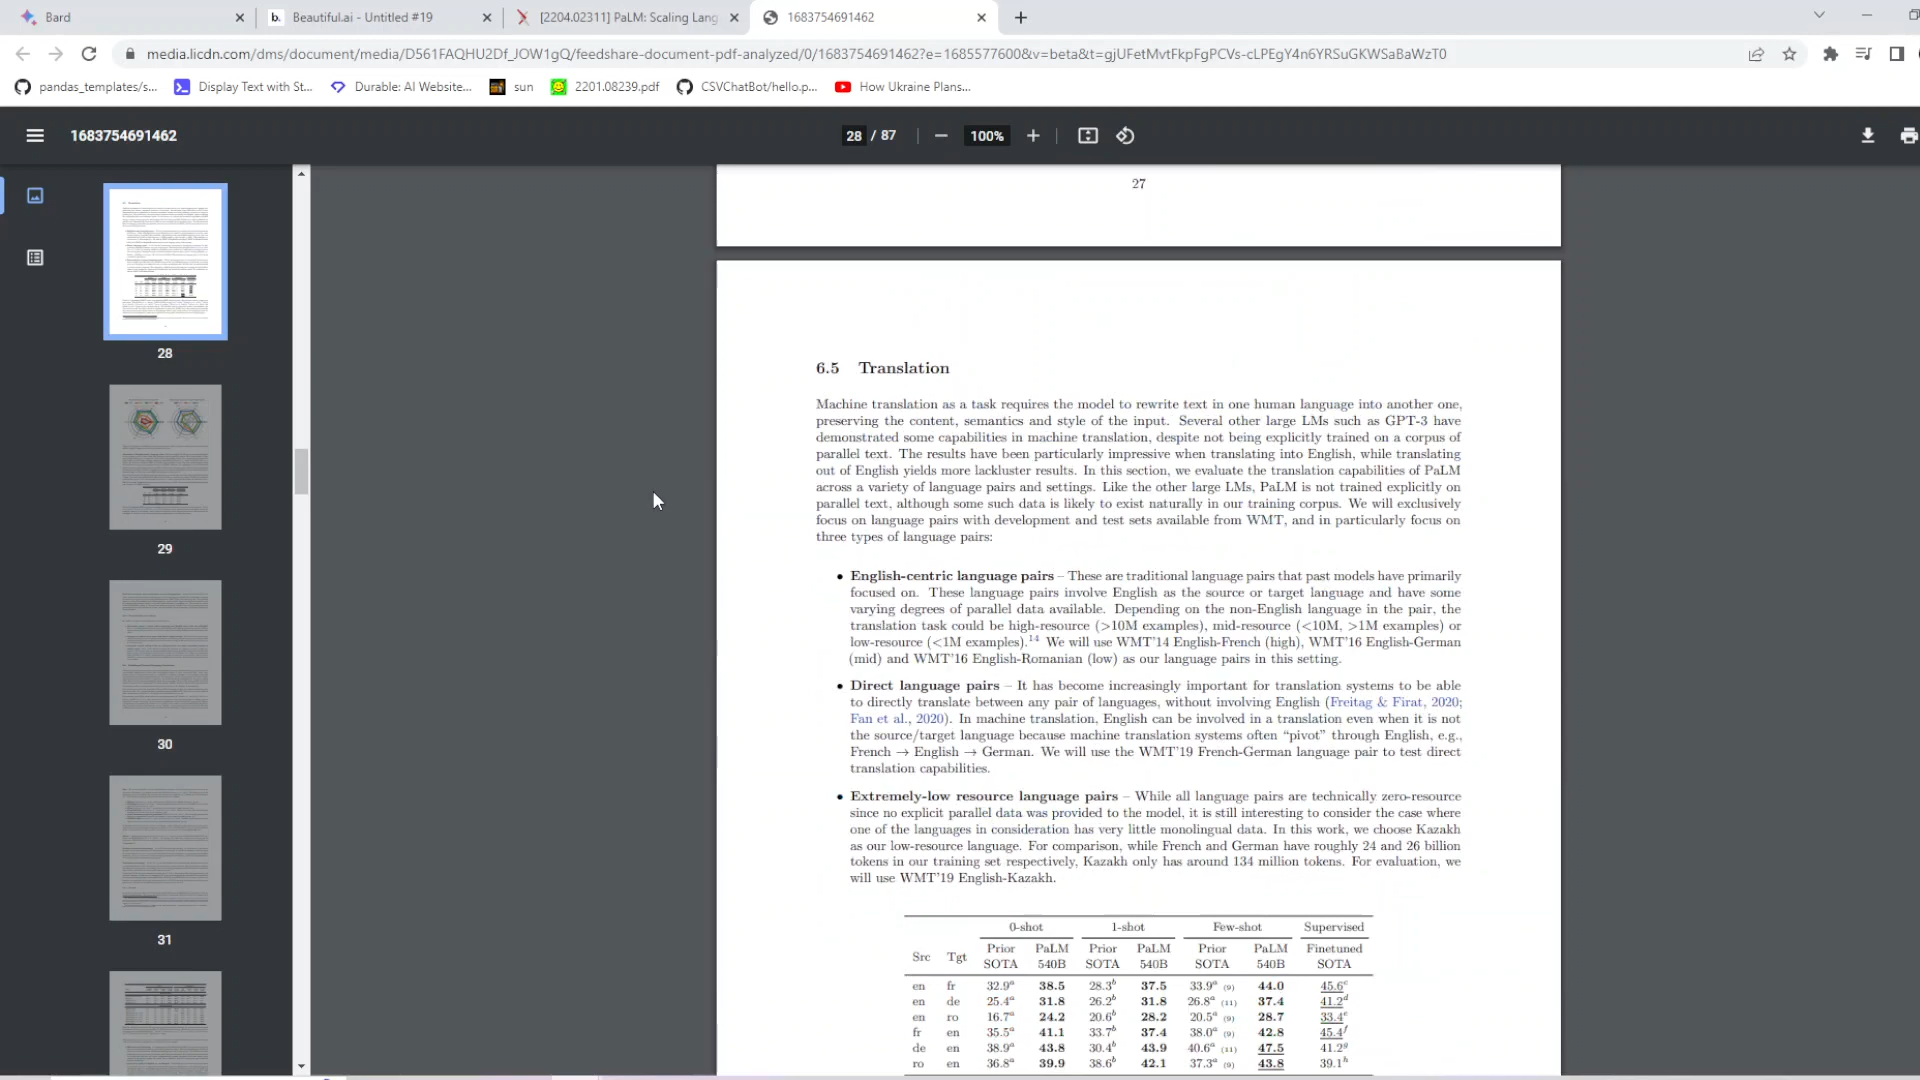 Bard
b. Beautiful.ai - Untitled #19
[2204.02311] PaLM: Scaling Lang
1683754691462
media.licdn.com/dms/document/media/D561FAQHU2Df_JOW1gQ/feedshare-document-pdf-analyzed/0/1683754691462?e=1685577600&v=beta&t=gjUFetMvtFkpFgPCVs-cLPEgY4n6YRSuGKWSaBaWzT0
pandas_templates/s...
Display Text with St...
Durable: AI Website...
sun
2201.08239.pdf
CSVChatBot/hello.p...
How Ukraine Plans...
1683754691462
28 / 87
100%
28
29
30
31
27
6.5 Translation
Machine translation as a task requires the model to rewrite text in one human language into another one,
preserving the content, semantics and style of the input. Several other large LMs such as GPT-3 have
demonstrated some capabilities in machine translation, despite not being explicitly trained on a corpus of
parallel text. The results have been particularly impressive when translating into English, while translating
out of English yields more lackluster results. In this section, we evaluate the translation capabilities of PaLM
across a variety of language pairs and settings. Like the other large LMs, PaLM is not trained explicitly on
parallel text, although some such data is likely to exist naturally in our training corpus. We will exclusively
focus on language pairs with development and test sets available from WMT, and in particularly focus on
three types of language pairs:
• English-centric language pairs – These are traditional language pairs that past models have primarily
focused on. These language pairs involve English as the source or target language and have some
varying degrees of parallel data available. Depending on the non-English language in the pair, the
translation task could be high-resource (>10M examples), mid-resource (<10M, >1M examples) or
low-resource (<1M examples).14 We will use WMT'14 English-French (high), WMT'16 English-German
(mid) and WMT'16 English-Romanian (low) as our language pairs in this setting.
• Direct language pairs – It has become increasingly important for translation systems to be able
to directly translate between any pair of languages, without involving English (Freitag & Firat, 2020;
Fan et al., 2020). In machine translation, English can be involved in a translation even when it is not
the source/target language because machine translation systems often “pivot” through English, e.g.,
French → English → German. We will use the WMT'19 French-German language pair to test direct
translation capabilities.
• Extremely-low resource language pairs – While all language pairs are technically zero-resource
since no explicit parallel data was provided to the model, it is still interesting to consider the case where
one of the languages in consideration has very little monolingual data. In this work, we choose Kazakh
as our low-resource language. For comparison, while French and German have roughly 24 and 26 billion
tokens in our training set respectively, Kazakh only has around 134 million tokens. For evaluation, we
will use WMT'19 English-Kazakh.
0-shot 1-shot Few-shot Supervised
Src Tgt Prior SOTA PaLM 540B Prior SOTA PaLM 540B Prior SOTA PaLM 540B Finetuned SOTA
en fr 32.9a 38.5 28.3b 37.5 33.9a (9) 44.0 45.6c
en de 25.4a 31.8 26.2b 31.8 26.8a (11) 37.4 41.2d
en ro 16.7a 24.2 20.6b 28.2 20.5a (9) 28.7 33.4e
fr en 35.5a 41.1 33.7b 37.4 38.0a (9) 42.8 45.4f
de en 38.9a 43.8 30.4b 43.9 40.6a (11) 47.5 41.2g
ro en 36.8a 39.9 38.6b 42.1 37.3a (9) 43.8 39.1h